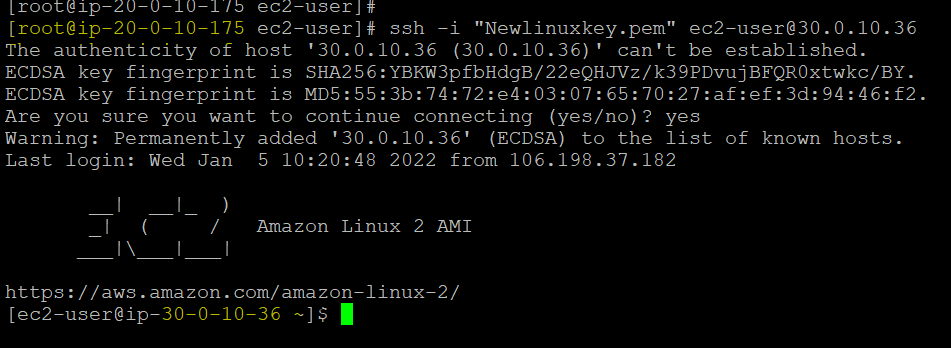 [root@ip-20-0-10-175 ec2-user]#
[root@ip-20-0-10-175 ec2-user]# ssh -i "Newlinuxkey.pem" ec2-user@30.0.10.36
The authenticity of host '30.0.10.36 (30.0.10.36)' can't be established.
ECDSA key fingerprint is SHA256:YBKW3pfbHdgB/22eQHJVz/k39PDvujBFQR0xtwkc/BY.
ECDSA key fingerprint is MD5:55:3b:74:72:e4:03:07:65:70:27:af:ef:3d:94:46:f2.
Are you sure you want to continue connecting (yes/no)? yes
Warning: Permanently added '30.0.10.36' (ECDSA) to the list of known hosts.
Last login: Wed Jan  5 10:20:48 2022 from 106.198.37.182

       __|  __|_  )
       _|  (     /   Amazon Linux 2 AMI
      ___|\___|___|

https://aws.amazon.com/amazon-linux-2/
[ec2-user@ip-30-0-10-36 ~]$